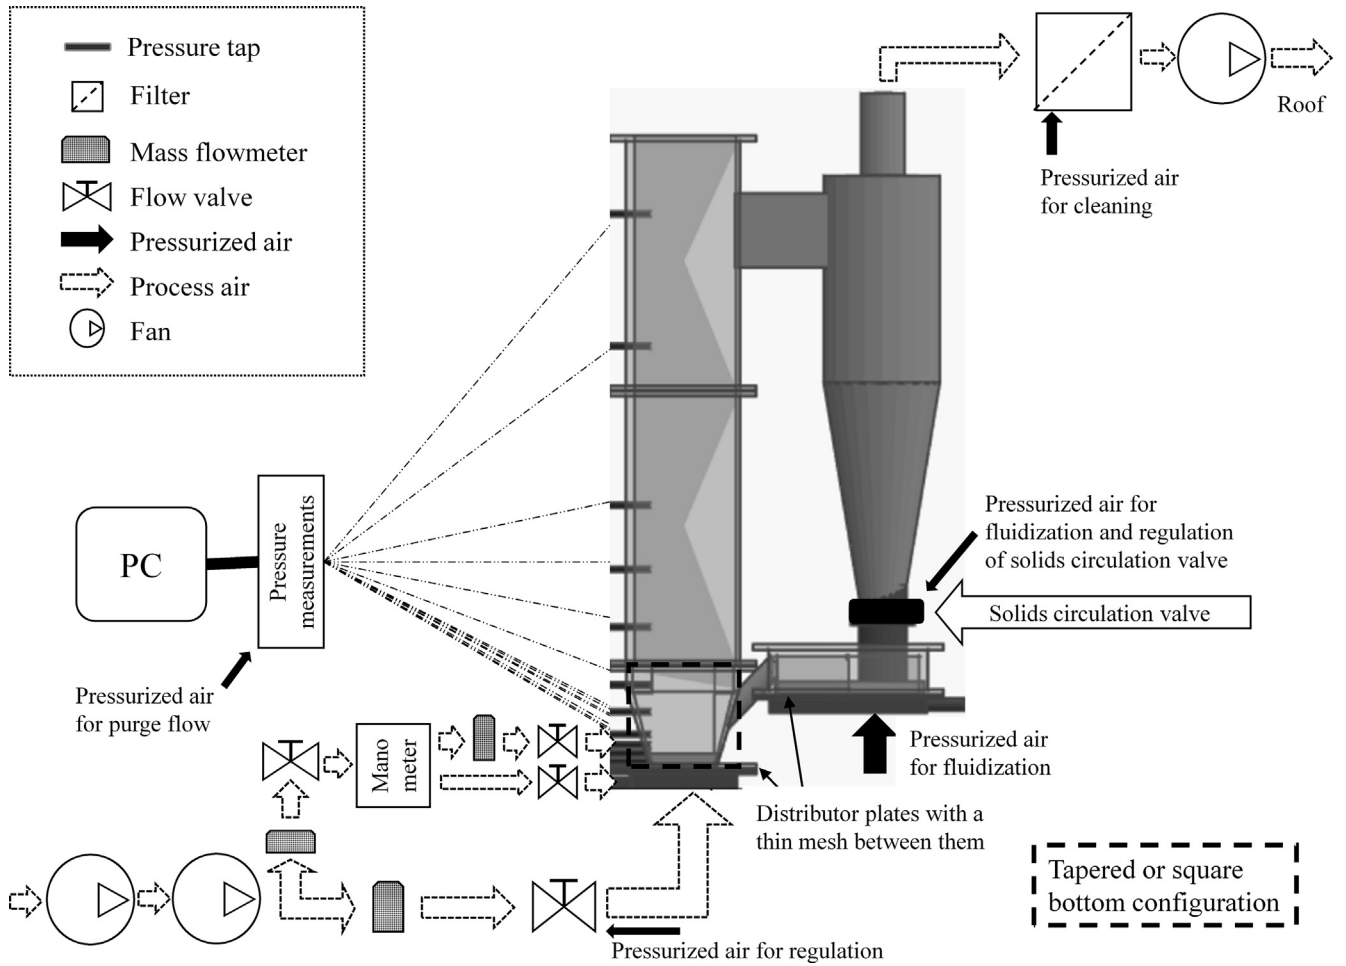 Pressure tap
Filter
Mass flowmeter
Flow valve
Pressurized air
Process air
Fan
Roof
Pressurized air
for cleaning
PC
Pressure
measurements
Pressurized air for
fluidization and regulation
of solids circulation valve
Solids circulation valve
Pressurized air
for purge flow
Mano
meter
Pressurized air
for fluidization
Distributor plates with a
thin mesh between them
Tapered or square
bottom configuration
Pressurized air for regulation